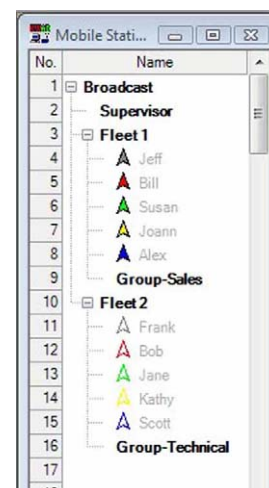 Mobile Stati...
No. Name
1 Broadcast
2 Supervisor
3 Fleet 1
4 Jeff
5 Bill
6 Susan
7 Joann
8 Alex
9 Group-Sales
10 Fleet 2
11 Frank
12 Bob
13 Jane
14 Kathy
15 Scott
16 Group-Technical
17